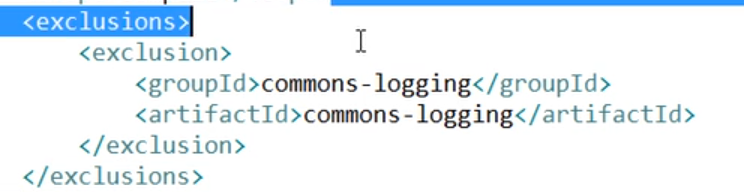 <exclusions>
<exclusion>
<groupId>commons-logging</groupId>
<artifactId>commons-logging</artifactId>
</exclusion>
</exclusions>